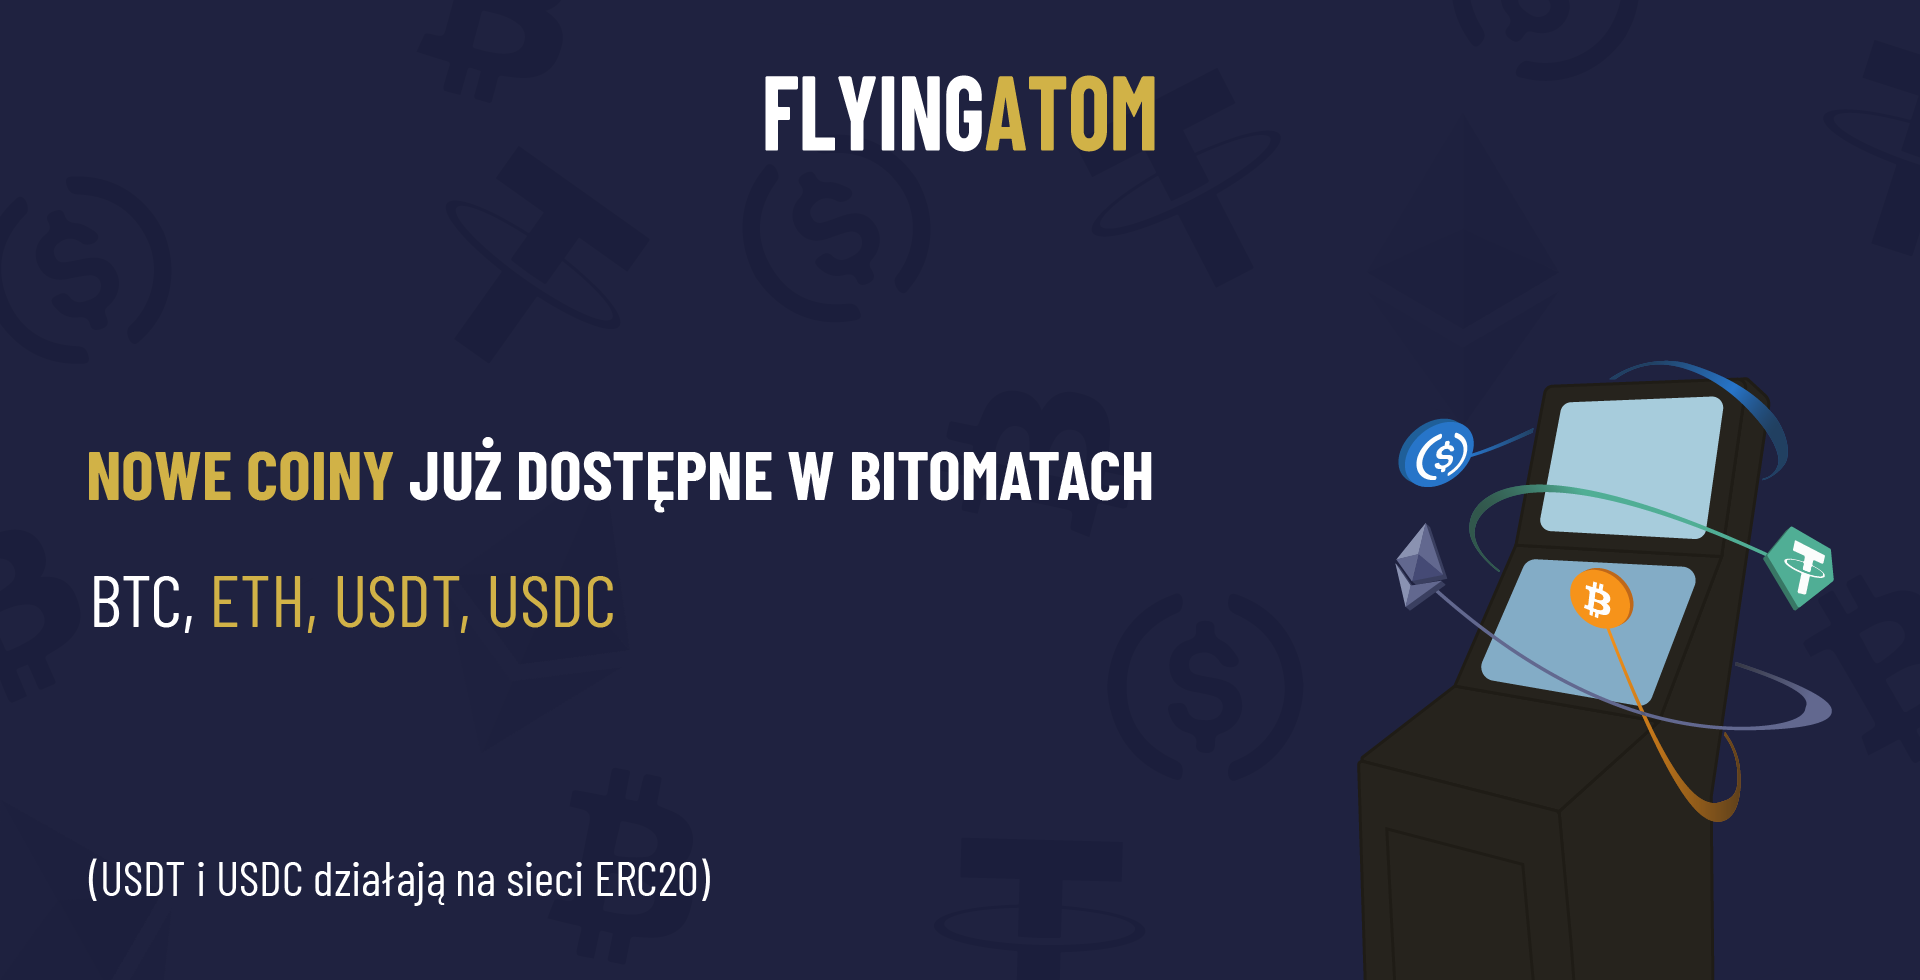 FLYINGATOM
NOWE COINY JUŻ DOSTĘPNE W BITOMATACH
BTC, ETH, USDT, USDC
(USDT i USDC działają na sieci ERC20)